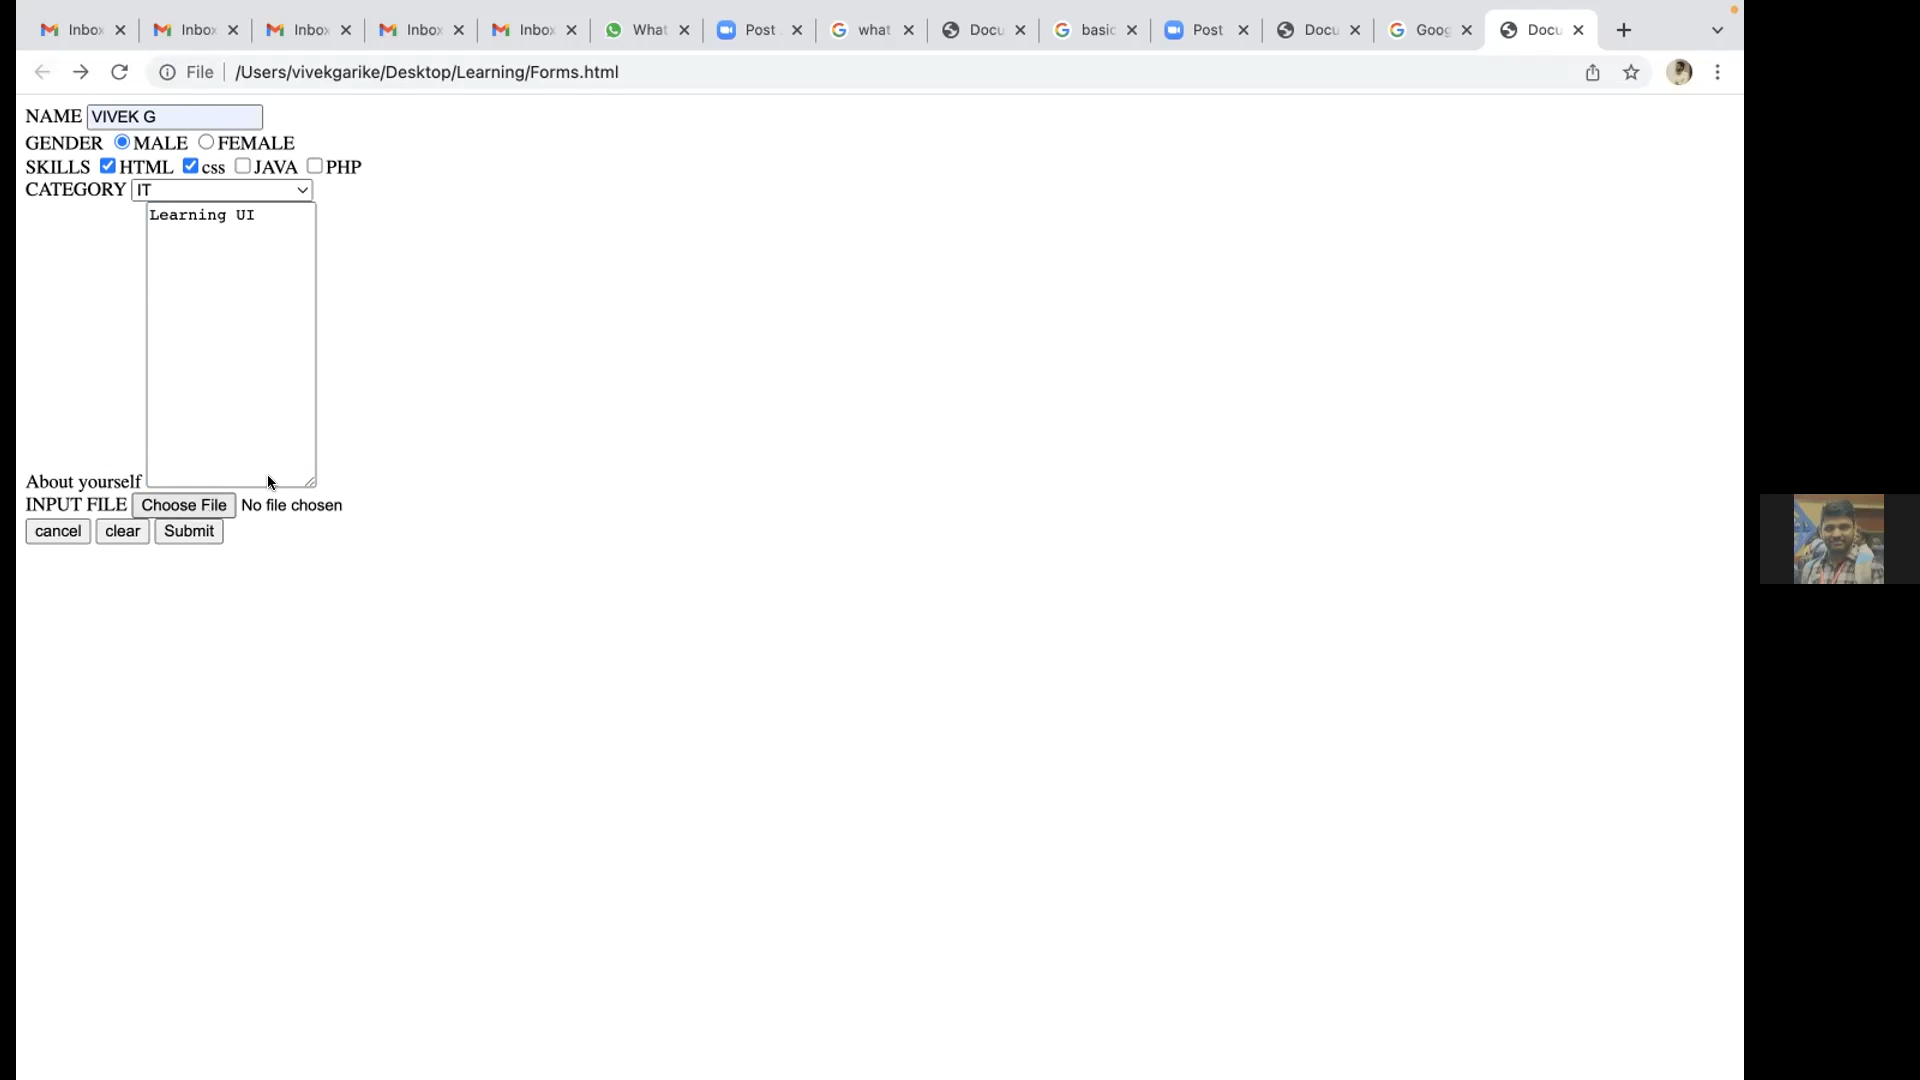 Inbox Inbox Inbox Inbox Inbox What Post what Docu basic Post Docu Goog Docu
File /Users/vivekgarike/Desktop/Learning/Forms.html
NAME VIVEK G
GENDER MALE FEMALE
SKILLS HTML css JAVA PHP
CATEGORY IT
Learning UI
About yourself
INPUT FILE Choose File No file chosen
cancel clear Submit